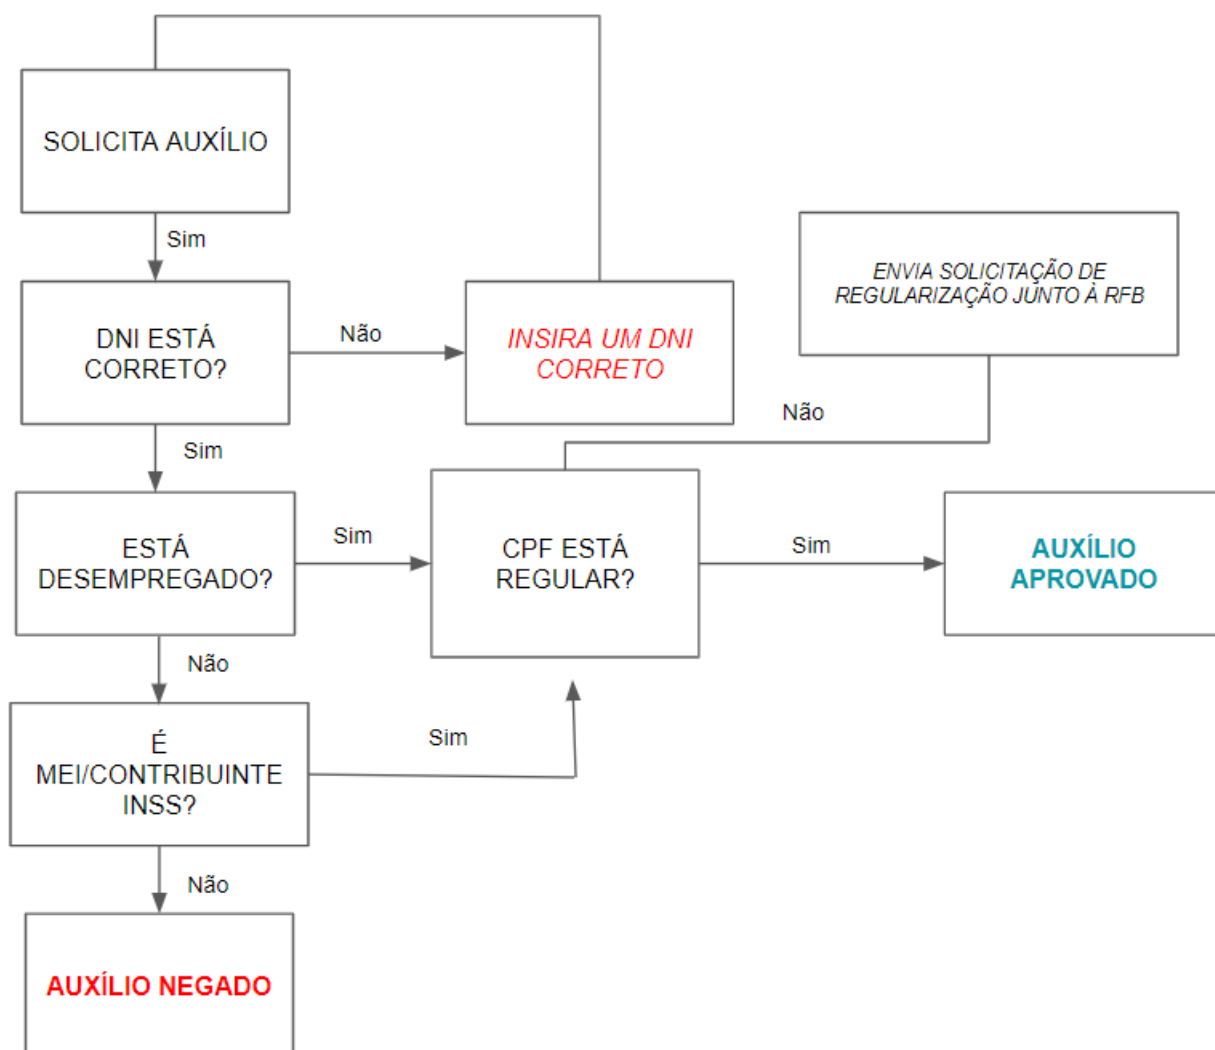 SOLICITA AUXÍLIO
Sim
ENVIA SOLICITAÇÃO DE
REGULARIZAÇÃO JUNTO À RFB
DNI ESTÁ
CORRETO?
Não
INSIRA UM DNI
CORRETO
Não
Sim
ESTÁ
DESEMPREGADO?
Sim
CPF ESTÁ
REGULAR?
Sim
AUXÍLIO
APROVADO
Não
É
MEI/CONTRIBUINTE
INSS?
Sim
Não
AUXÍLIO NEGADO